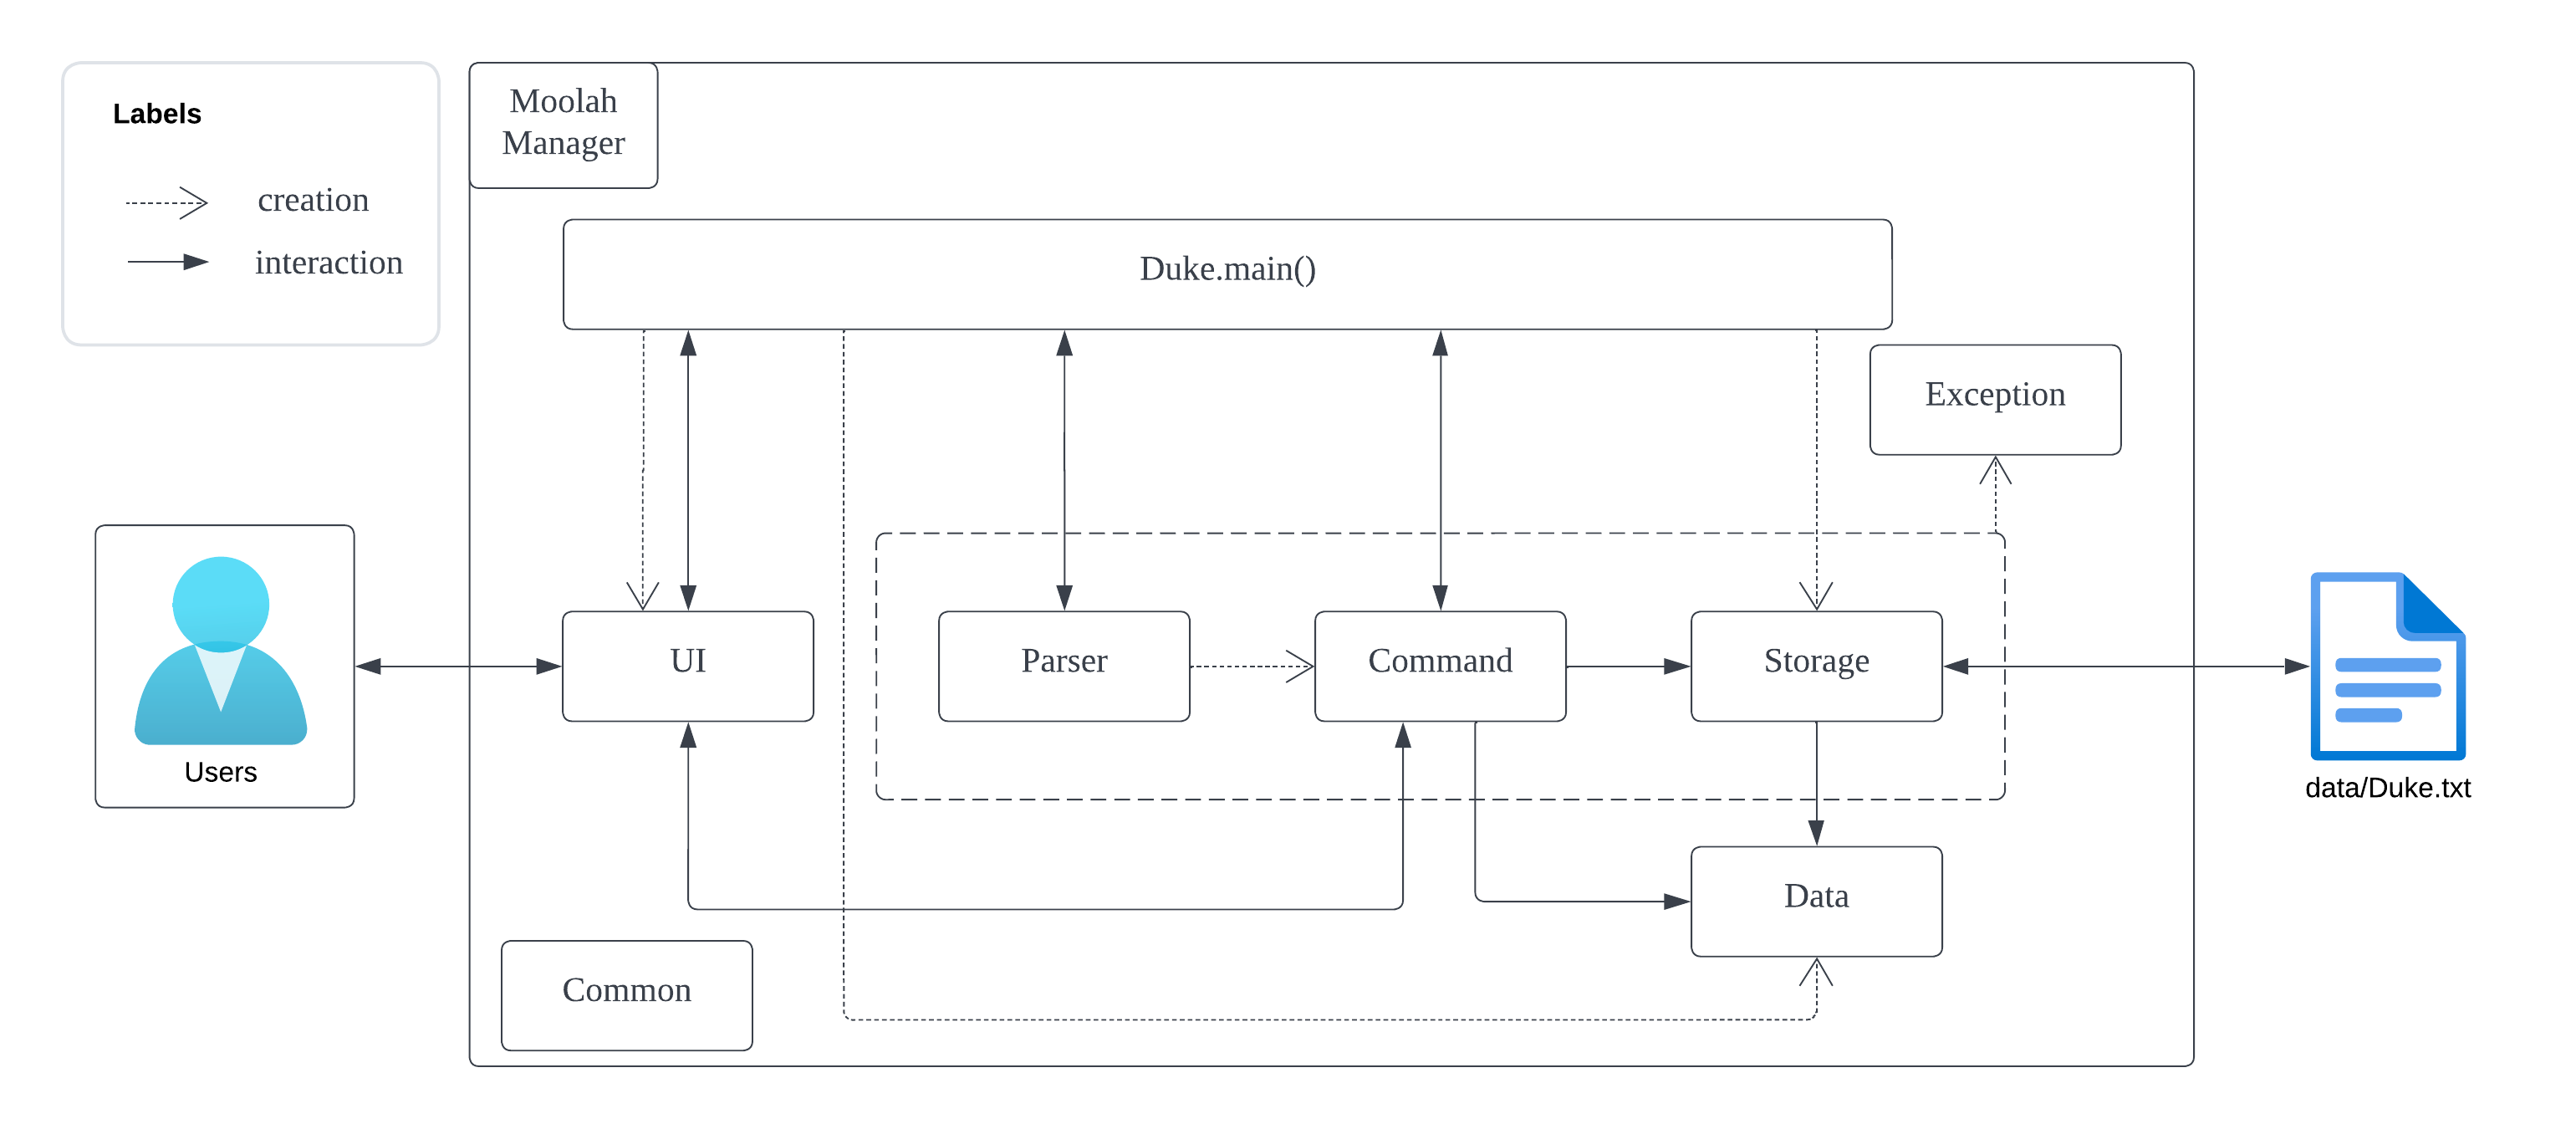 Labels
creation
interaction
Moolah
Manager
Duke.main()
Exception
Users
UI
Parser
Command
Storage
data/Duke.txt
Data
Common